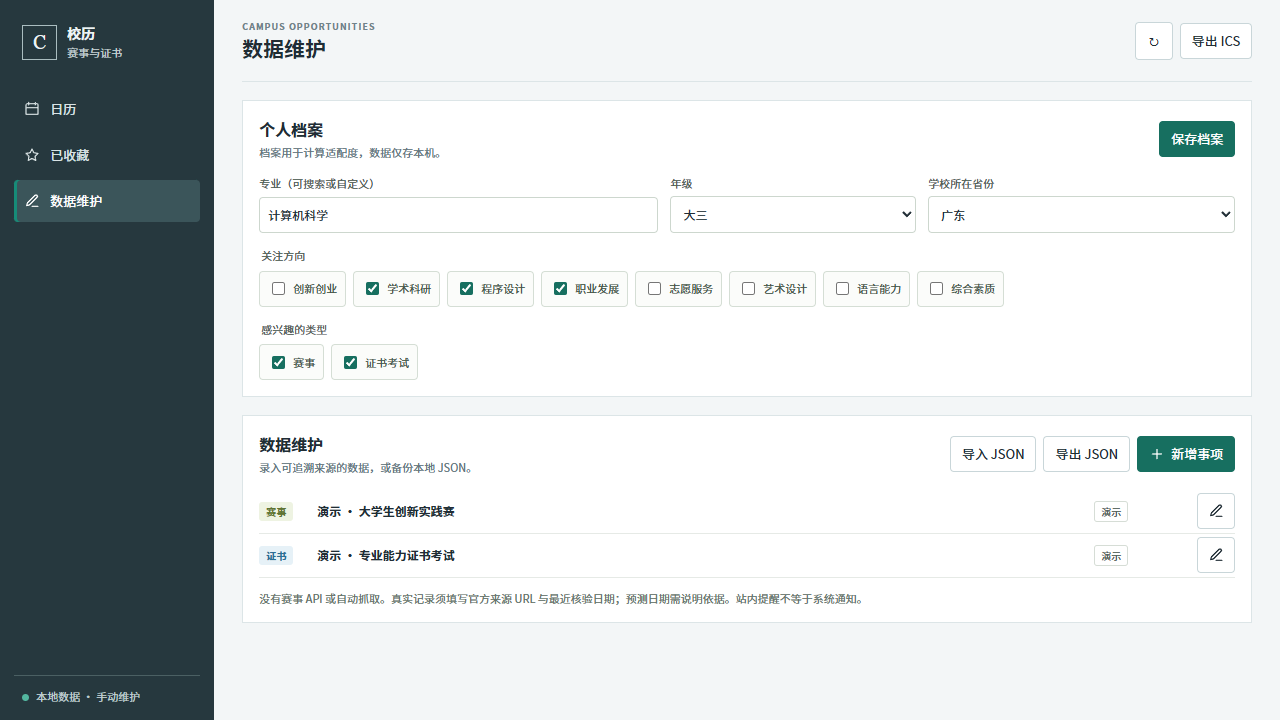 C
校历
赛事与证书
日历
已收藏
数据维护
本地数据 · 手动维护
CAMPUS OPPORTUNITIES
数据维护
↻
导出 ICS
个人档案
档案用于计算适配度，数据仅存本机。
保存档案
专业（可搜索或自定义）
年级
学校所在省份
计算机科学
大三
广东
关注方向
创新创业
学术科研
程序设计
职业发展
志愿服务
艺术设计
语言能力
综合素质
感兴趣的类型
赛事
证书考试
数据维护
录入可追溯来源的数据，或备份本地 JSON。
导入 JSON
导出 JSON
新增事项
赛事 演示 · 大学生创新实践赛 演示
证书 演示 · 专业能力证书考试 演示
没有赛事 API 或自动抓取。真实记录须填写官方来源 URL 与最近核验日期；预测日期需说明依据。站内提醒不等于系统通知。